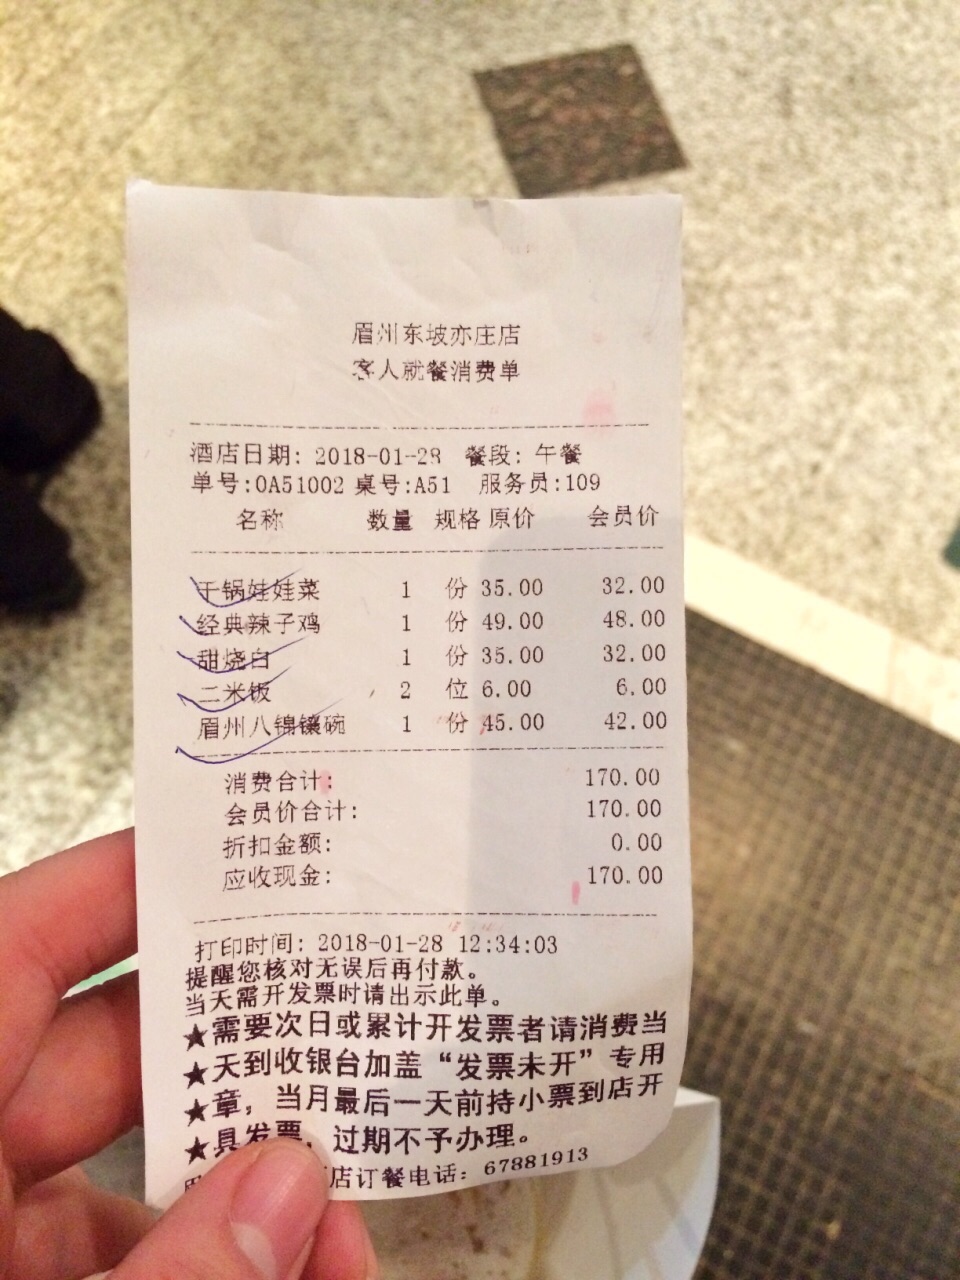 眉州东坡亦庄店
客人就餐消费单
酒店日期: 2018-01-28 餐段: 午餐
单号:0A51002 桌号:A51 服务员:109
名称 数量 规格 原价 会员价
干锅娃娃菜 1 份 35.00 32.00
经典辣子鸡 1 份 49.00 48.00
甜烧白 1 份 35.00 32.00
二米饭 2 位 6.00 6.00
眉州八锦镶碗 1 份 45.00 42.00
消费合计: 170.00
会员价合计: 170.00
折扣金额: 0.00
应收现金: 170.00
打印时间: 2018-01-28 12:34:03
提醒您核对无误后再付款。
当天需开发票时请出示此单。
★需要次日或累计开发票者请消费当
★天到收银台加盖“发票未开”专用
★章，当月最后一天前持小票到店开
★具发票，过期不予办理。
店订餐电话: 67881913